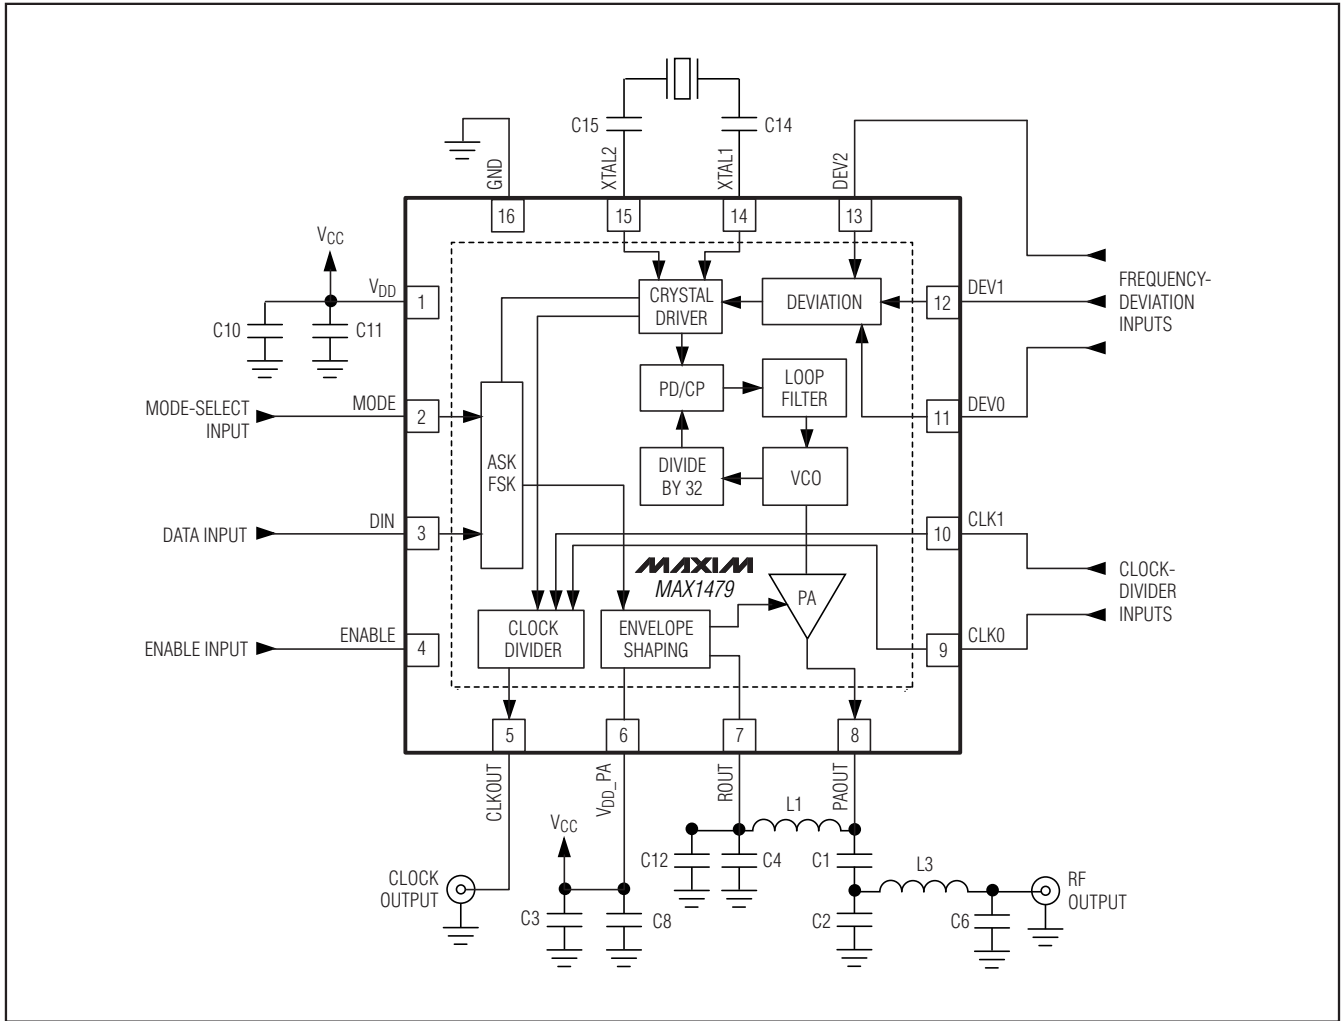 C15
C14
GND
XTAL2
XTAL1
DEV2
16
15
14
13
VCC
VDD
1
C10
C11
CRYSTAL
DRIVER
DEVIATION
12
DEV1
FREQUENCY-
DEVIATION
INPUTS
MODE-SELECT
INPUT
MODE
2
PD/CP
LOOP
FILTER
11
DEV0
ASK
FSK
DIVIDE
BY 32
VCO
DATA INPUT
DIN
3
10
CLK1
MAXIM
MAX1479
PA
CLOCK-
DIVIDER
INPUTS
ENABLE INPUT
ENABLE
4
CLOCK
DIVIDER
ENVELOPE
SHAPING
9
CLK0
5
6
7
8
CLKOUT
VDD_PA
ROUT
PAOUT
L1
VCC
C12
C4
C1
L3
CLOCK
OUTPUT
C3
C8
C2
C6
RF
OUTPUT